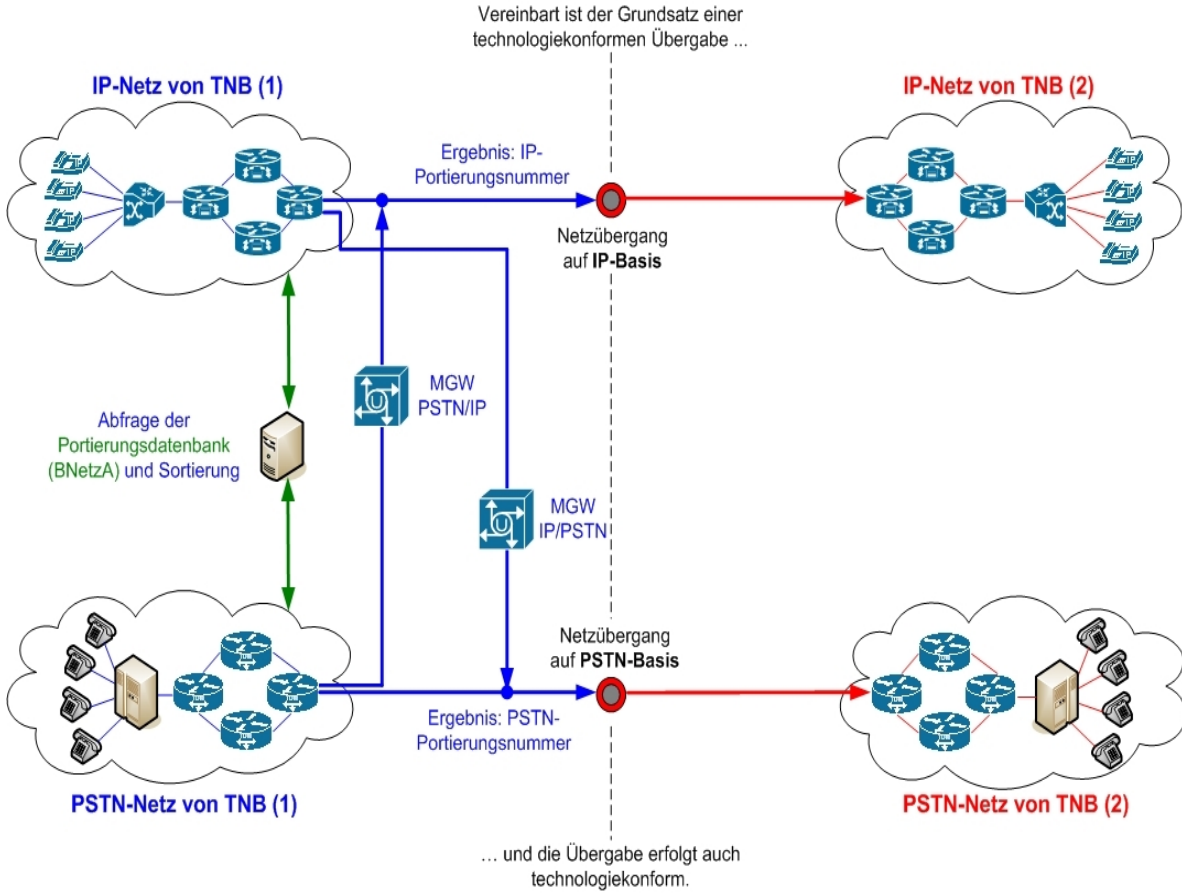 Vereinbart ist der Grundsatz einer
technologiekonformen Übergabe ...
IP-Netz von TNB (1)
IP-Netz von TNB (2)
Ergebnis: IP-
Portierungsnummer
Netzübergang
auf IP-Basis
MGW
PSTN/IP
Abfrage der
Portierungsdatenbank
(BNetzA) und Sortierung
MGW
IP/PSTN
Netzübergang
auf PSTN-Basis
Ergebnis: PSTN-
Portierungsnummer
PSTN-Netz von TNB (1)
PSTN-Netz von TNB (2)
... und die Übergabe erfolgt auch
technologiekonform.